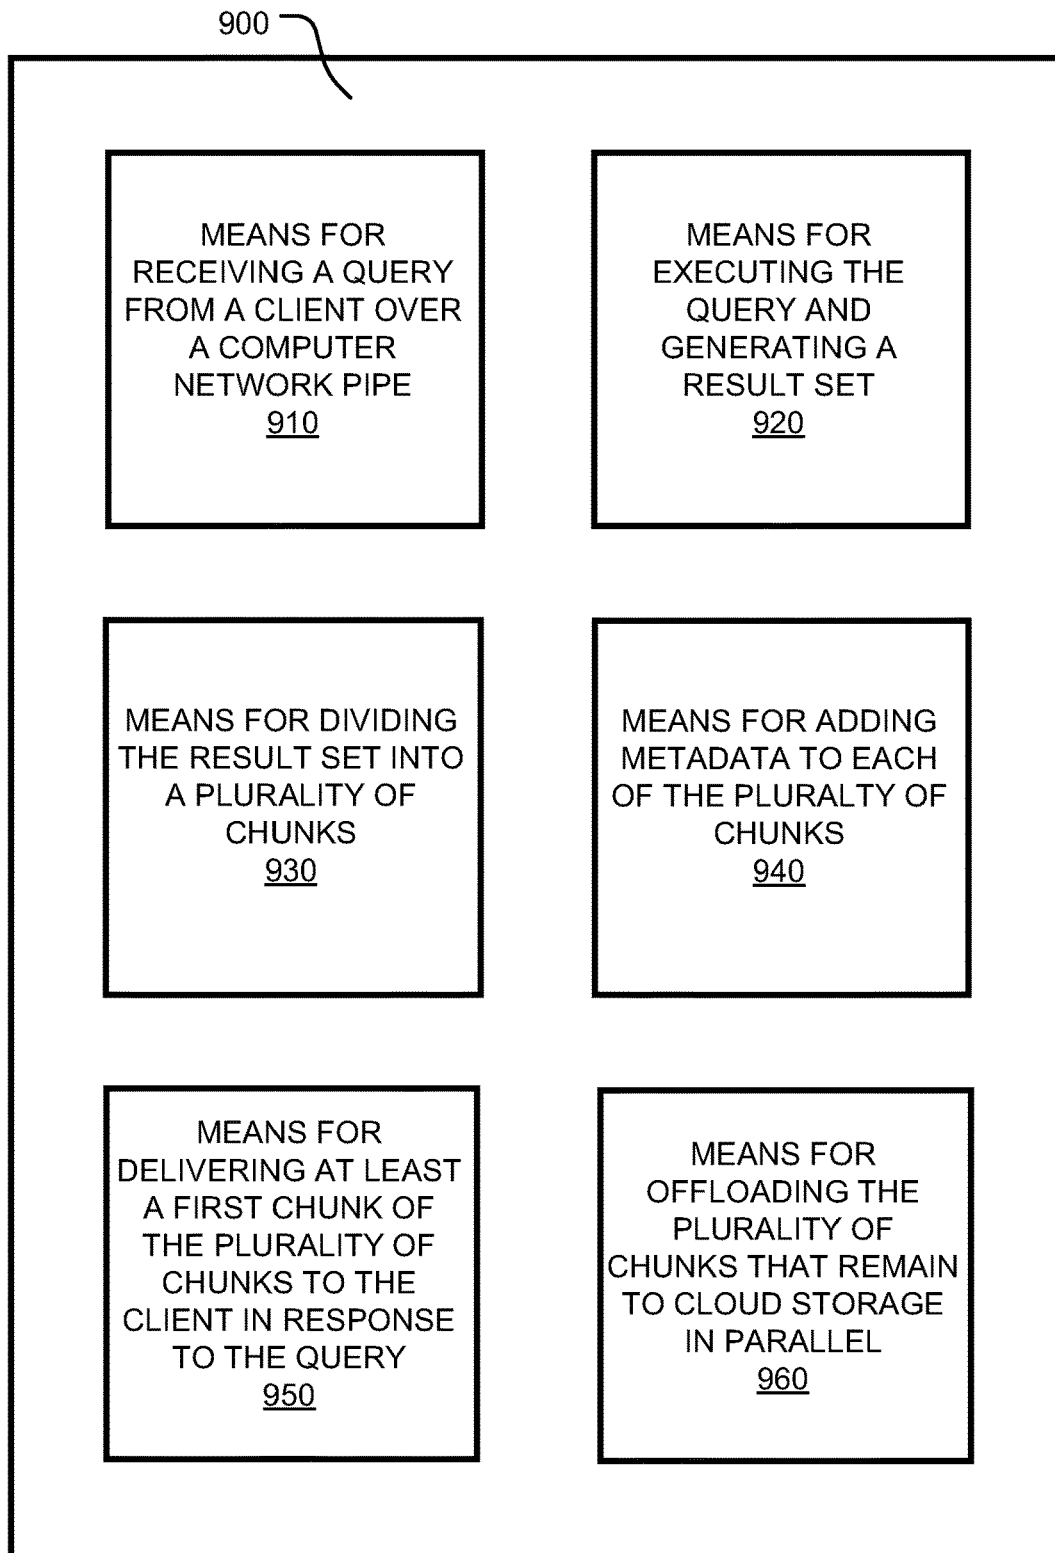 900
MEANS FOR
RECEIVING A QUERY
FROM A CLIENT OVER
A COMPUTER
NETWORK PIPE
910
MEANS FOR
EXECUTING THE
QUERY AND
GENERATING A
RESULT SET
920
MEANS FOR DIVIDING
THE RESULT SET INTO
A PLURALITY OF
CHUNKS
930
MEANS FOR ADDING
METADATA TO EACH
OF THE PLURALTY OF
CHUNKS
940
MEANS FOR
DELIVERING AT LEAST
A FIRST CHUNK OF
THE PLURALITY OF
CHUNKS TO THE
CLIENT IN RESPONSE
TO THE QUERY
950
MEANS FOR
OFFLOADING THE
PLURALITY OF
CHUNKS THAT REMAIN
TO CLOUD STORAGE
IN PARALLEL
960